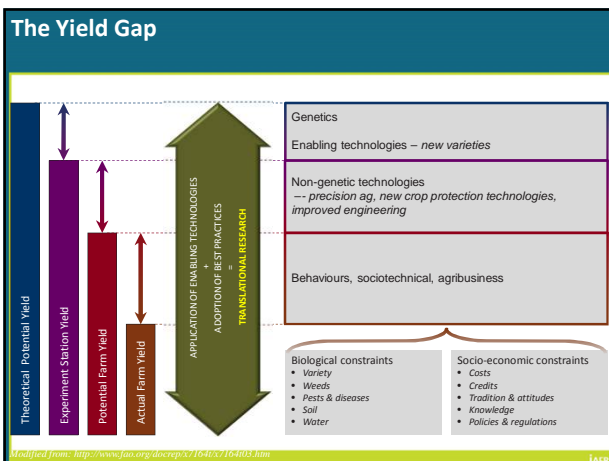 The Yield Gap
Theoretical Potential Yield
Experiment Station Yield
Potential Farm Yield
Actual Farm Yield
APPLICATION OF ENABLING TECHNOLOGIES
+
ADOPTION OF BEST PRACTICES
=
TRANSLATIONAL RESEARCH
Genetics
Enabling technologies – new varieties
Non-genetic technologies
–- precision ag, new crop protection technologies,
improved engineering
Behaviours, sociotechnical, agribusiness
Biological constraints
• Variety
• Weeds
• Pests & diseases
• Soil
• Water
Socio-economic constraints
• Costs
• Credits
• Tradition & attitudes
• Knowledge
• Policies & regulations
Modified from: http://www.fao.org/docrep/x7164t/x7164t03.htm